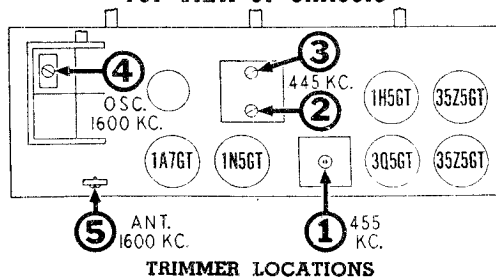 TOP VIEW OF CHASSIS
4
OSC.
1600 KC.
3
445 KC.
2
1H5GT
35Z5GT
1A7GT
1N5GT
3Q5GT
35Z5GT
5
ANT.
1600 KC.
1
455
KC.
TRIMMER LOCATIONS